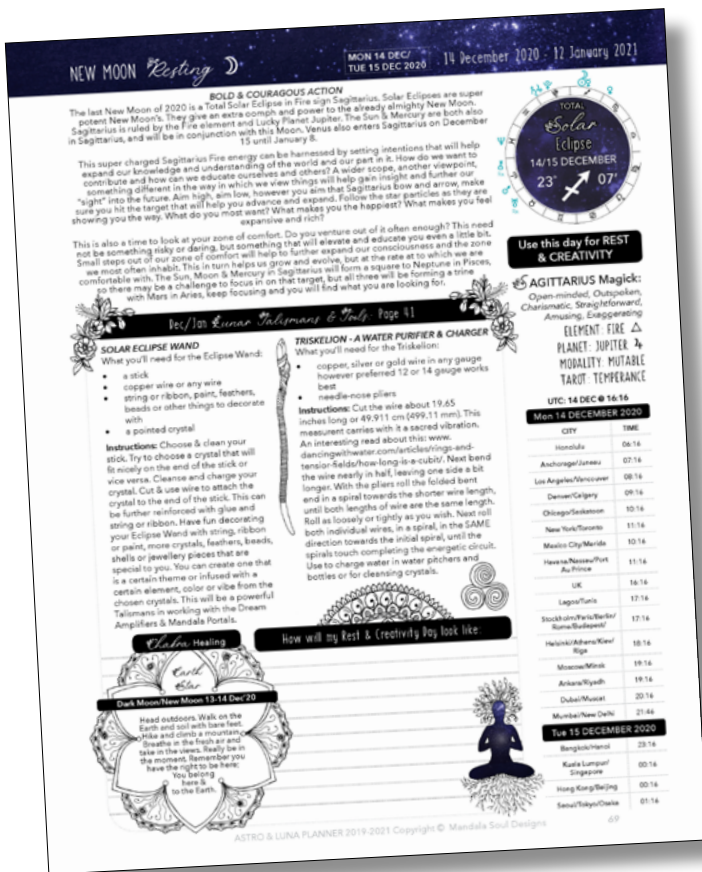 NEW MOON Resting
MON 14 DEC/
TUE 15 DEC 2020
14 December 2020 - 12 January 2021
BOLD & COURAGOUS ACTION
The last New Moon of 2020 is a Total Solar Eclipse in Fire sign Sagittarius. Solar Eclipses are super
potent New Moon's. They give an extra oomph and power to the already almighty New Moon.
Sagittarius is ruled by the Fire element and Lucky Planet Jupiter. The Sun & Mercury are both also
in Sagittarius, and will be in conjunction with this Moon. Venus also enters Sagittarius on December
15 until January 8.
This super charged Sagittarius Fire energy can be harnessed by setting intentions that will help
expand our knowledge and understanding of the world and our part in it. How do we want to
contribute and how can we educate ourselves and others? A wider scope, another viewpoint,
something different in the way in which we view things will help gain insight and further our
"sight" into the future. Aim high, aim low, however you aim that Sagittarius bow and arrow, make
sure you hit the target that will help you advance and expand. Follow the star particles as they are
showing you the way. What do you most want? What makes you the happiest? What makes you feel
expansive and rich?
This is also a time to look at your zone of comfort. Do you venture out of it often enough? This need
not be something risky or daring, but something that will elevate and educate you even a little bit.
Small steps out of our zone of comfort will help to further expand our consciousness and the zone
we most often inhabit. This in turn helps us grow and evolve, but at the rate at to which we are
comfortable with. The Sun, Moon & Mercury in Sagittarius will form a square to Neptune in Pisces,
so there may be a challenge to focus in on that target, but all three will be forming a trine
with Mars in Aries, keep focusing and you will find what you are looking for.
Dec/Jan Lunar Talismans & Tools: Page 41
SOLAR ECLIPSE WAND
What you'll need for the Eclipse Wand:
• a stick
• copper wire or any wire
• string or ribbon, paint, feathers,
beads or other things to decorate
with
• a pointed crystal
Instructions: Choose & clean your
stick. Try to choose a crystal that will
fit nicely on the end of the stick or
vice versa. Cleanse and charge your
crystal. Cut & use wire to attach the
crystal to the end of the stick. This can
be further reinforced with glue and
string or ribbon. Have fun decorating
your Eclipse Wand with string, ribbon
or paint, more crystals, feathers, beads,
shells or jewellery pieces that are
special to you. You can create one that
is a certain theme or infused with a
certain element, color or vibe from the
chosen crystals. This will be a powerful
Talismans in working with the Dream
Amplifiers & Mandala Portals.
TRISKELION - A WATER PURIFIER & CHARGER
What you'll need for the Triskelion:
• copper, silver or gold wire in any gauge
however preferred 12 or 14 gauge works
best
• needle-nose pliers
Instructions: Cut the wire about 19.65
inches long or 49.911 cm (499.11 mm). This
measurent carries with it a sacred vibration.
An interesting read about this: www.
dancingwithwater.com/articles/rings-and-
tensor-fields/how-long-is-a-cubit/. Next bend
the wire nearly in half, leaving one side a bit
longer. With the pliers roll the folded bent
end in a spiral towards the shorter wire length,
until both lengths of wire are the same length.
Roll as loosely or tightly as you wish. Next roll
both individual wires, in a spiral, in the SAME
direction towards the initial spiral, until the
spirals touch completing the energetic circuit.
Use to charge water in water pitchers and
bottles or for cleansing crystals.
Chakra Healing
Earth
Star
Dark Moon/New Moon 13-14 Dec'20
Head outdoors. Walk on the
Earth and soil with bare feet.
Hike and climb a mountain.
Breathe in the fresh air and
take in the views. Really be in
the moment. Remember you
have the right to be here:
You belong
here &
to the Earth.
How will my Rest & Creativity Day look like:
TOTAL
Solar
Eclipse
14/15 DECEMBER
23° 07'
Use this day for REST
& CREATIVITY
SAGITTARIUS Magick:
Open-minded, Outspoken,
Charismatic, Straightforward,
Amusing, Exaggerating
ELEMENT: FIRE
PLANET: JUPITER
MODALITY: MUTABLE
TAROT: TEMPERANCE
UTC: 14 DEC @ 16:16
Mon 14 DECEMBER 2020
CITY TIME
Honolulu 06:16
Anchorage/Juneau 07:16
Los Angeles/Vancouver 08:16
Denver/Calgary 09:16
Chicago/Saskatoon 10:16
New York/Toronto 11:16
Mexico City/Merida 10:16
Havana/Nassau/Port
Au Prince 11:16
UK 16:16
Lagos/Tunis 17:16
Stockholm/Paris/Berlin/
Rome/Budapest/ 17:16
Helsinki/Athens/Kiev/
Riga 18:16
Moscow/Minsk 19:16
Ankara/Riyadh 19:16
Dubai/Muscat 20:16
Mumbai/New Delhi 21:46
Tue 15 DECEMBER 2020
Bangkok/Hanoi 23:16
Kuala Lumpur/
Singapore 00:16
Hong Kong/Beijing 00:16
Seoul/Tokyo/Osaka 01:16
ASTRO & LUNA PLANNER 2019-2021 Copyright © Mandala Soul Designs
69